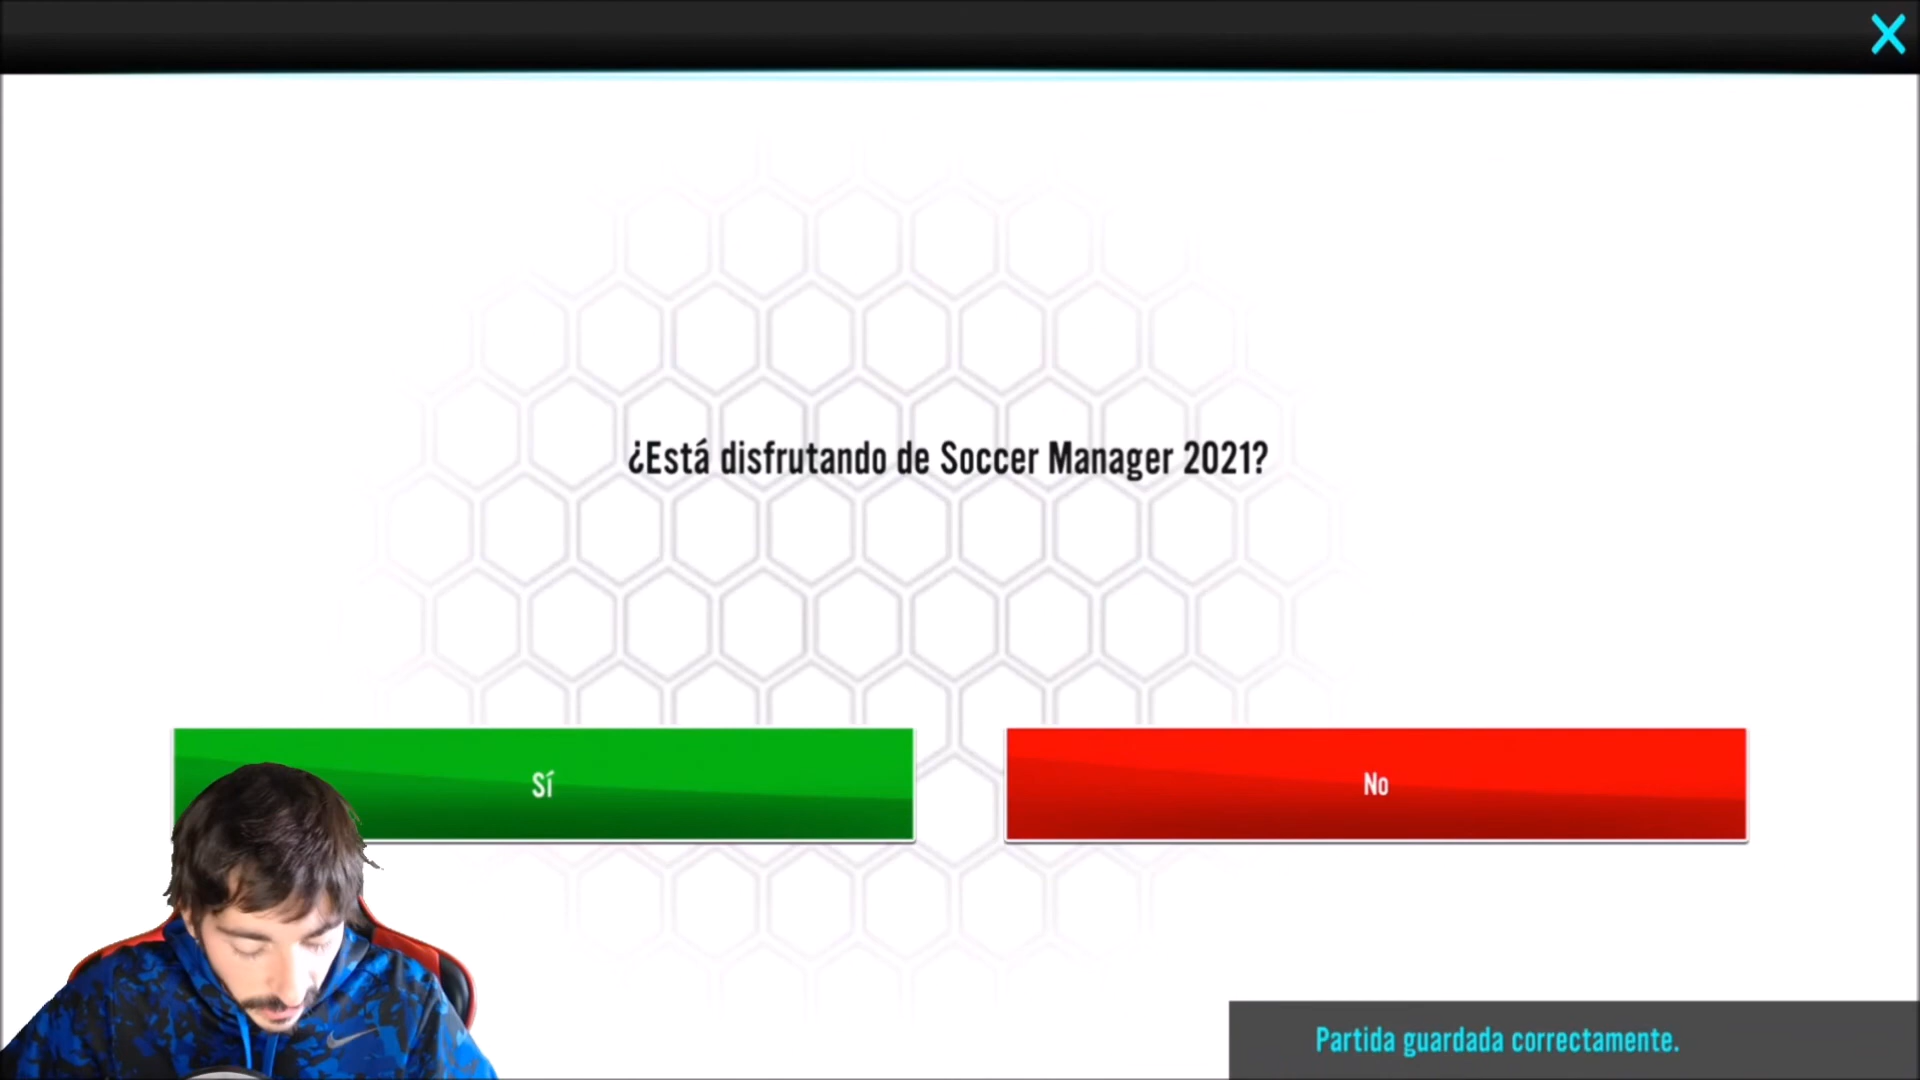 ¿Está disfrutando de Soccer Manager 2021?
Sí
No
Partida guardada correctamente.